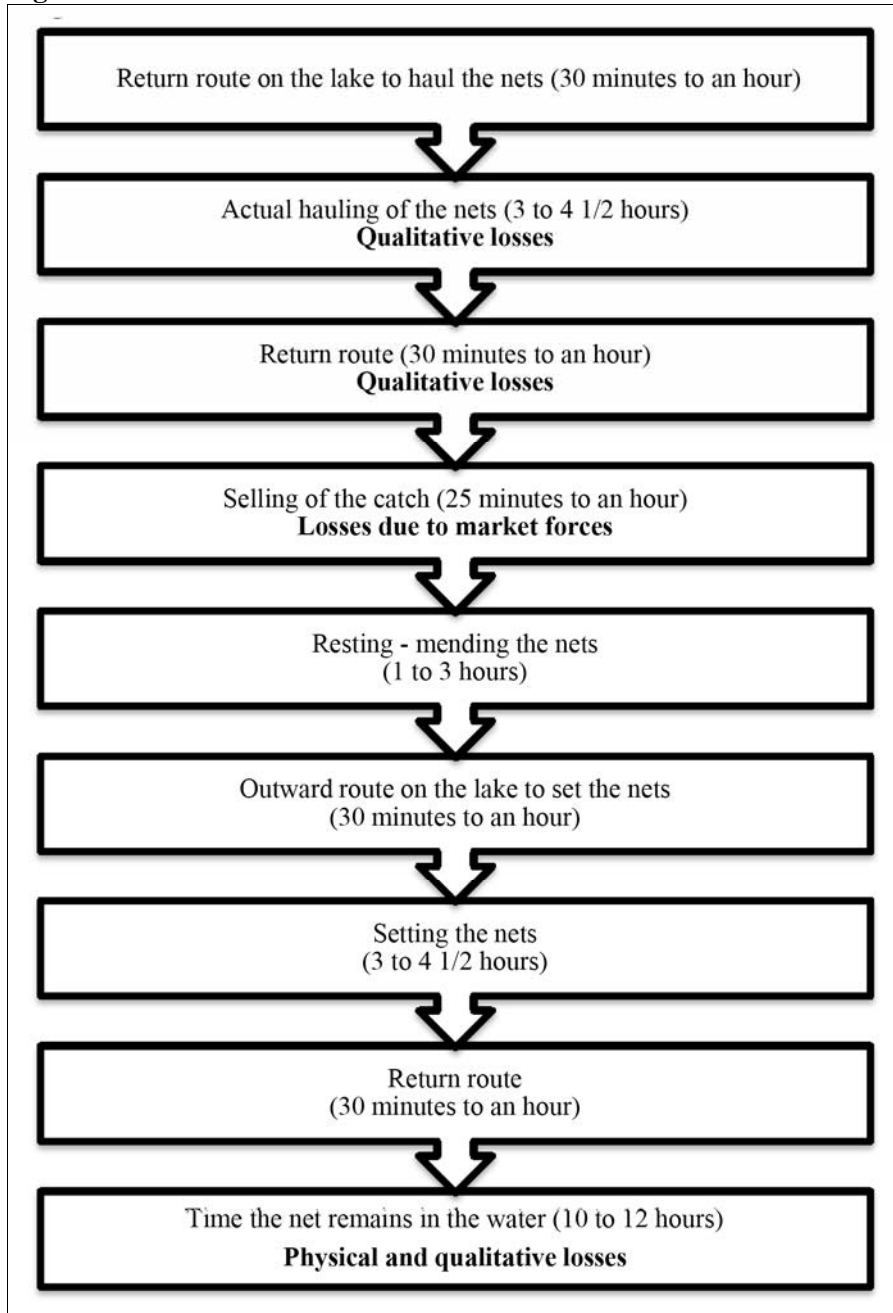 Return route on the lake to haul the nets (30 minutes to an hour)
Actual hauling of the nets (3 to 4 1/2 hours)
Qualitative losses
Return route (30 minutes to an hour)
Qualitative losses
Selling of the catch (25 minutes to an hour)
Losses due to market forces
Resting - mending the nets
(1 to 3 hours)
Outward route on the lake to set the nets
(30 minutes to an hour)
Setting the nets
(3 to 4 1/2 hours)
Return route
(30 minutes to an hour)
Time the net remains in the water (10 to 12 hours)
Physical and qualitative losses